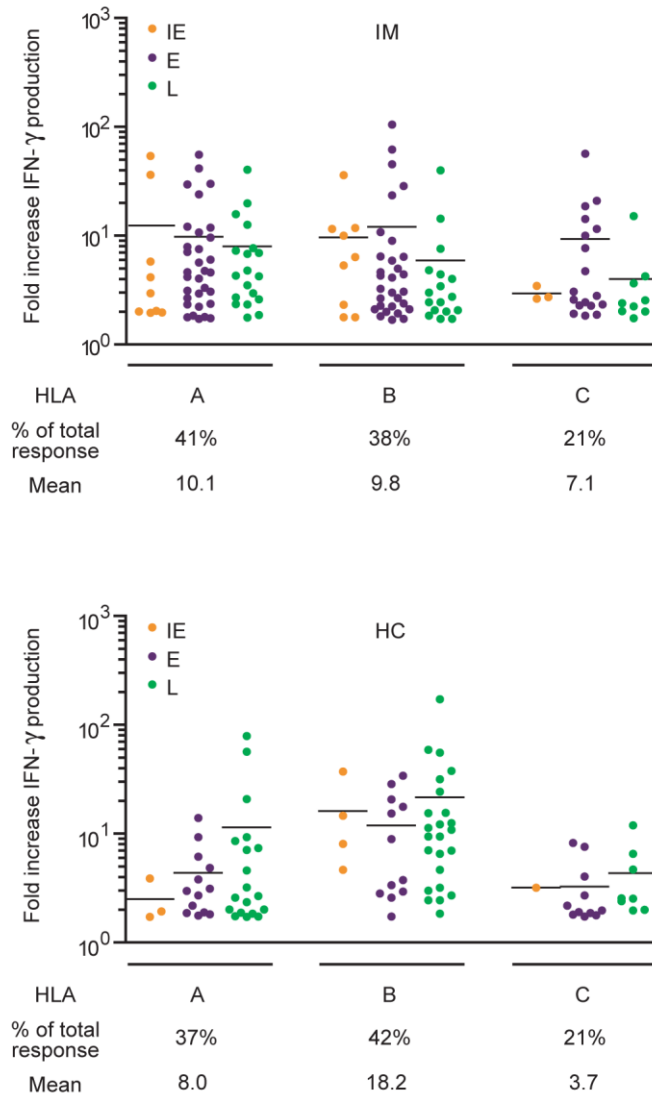 10³
IE
IM
E
L
10²
10¹
10⁰
Fold increase IFN-γ production
HLA A B C
% of total
response 41% 38% 21%
Mean 10.1 9.8 7.1
10³
IE
HC
E
L
10²
10¹
10⁰
Fold increase IFN-γ production
HLA A B C
% of total
response 37% 42% 21%
Mean 8.0 18.2 3.7